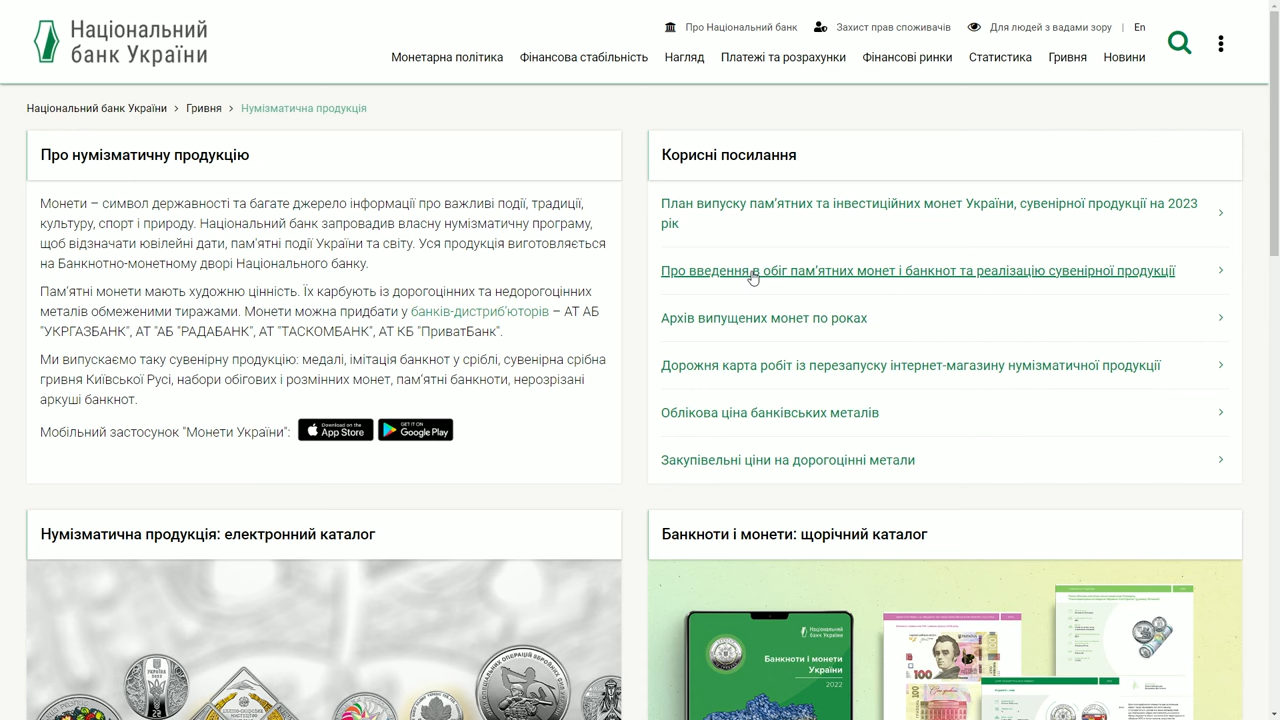 Національний
банк України
Про Національний банк
Захист прав споживачів
Для людей з вадами зору | En
Монетарна політика Фінансова стабільність Нагляд Платежі та розрахунки Фінансові ринки Статистика Гривня Новини
Національний банк України > Гривня > Нумізматична продукція
Про нумізматичну продукцію
Монети – символ державності та багате джерело інформації про важливі події, традиції,
культуру, спорт і природу. Національний банк запровадив власну нумізматичну програму,
щоб відзначати ювілейні дати, пам'ятні події України та світу. Уся продукція виготовляється
на Банкнотно-монетному дворі Національного банку.
Пам'ятні монети мають художню цінність. Їх карбують із дорогоцінних та недорогоцінних
металів обмеженими тиражами. Монети можна придбати у банків-дистриб'юторів – АТ АБ
"УКРГАЗБАНК", АТ "АБ "РАДАБАНК", АТ "ТАСКОМБАНК", АТ КБ "ПриватБанк".
Ми випускаємо таку сувенірну продукцію: медалі, імітація банкнот у сріблі, сувенірна срібна
гривня Київської Русі, набори обігових і розмінних монет, пам'ятні банкноти, нерозрізані
аркуші банкнот.
Мобільний застосунок "Монети України":
Download on the
App Store
GET IT ON
Google Play
Корисні посилання
План випуску пам'ятних та інвестиційних монет України, сувенірної продукції на 2023
рік
Про введення в обіг пам'ятних монет і банкнот та реалізацію сувенірної продукції
Архів випущених монет по роках
Дорожня карта робіт із перезапуску інтернет-магазину нумізматичної продукції
Облікова ціна банківських металів
Закупівельні ціни на дорогоцінні метали
Нумізматична продукція: електронний каталог
Банкноти і монети: щорічний каталог
Національний
банк України
Банкноти і монети
України
2022
100